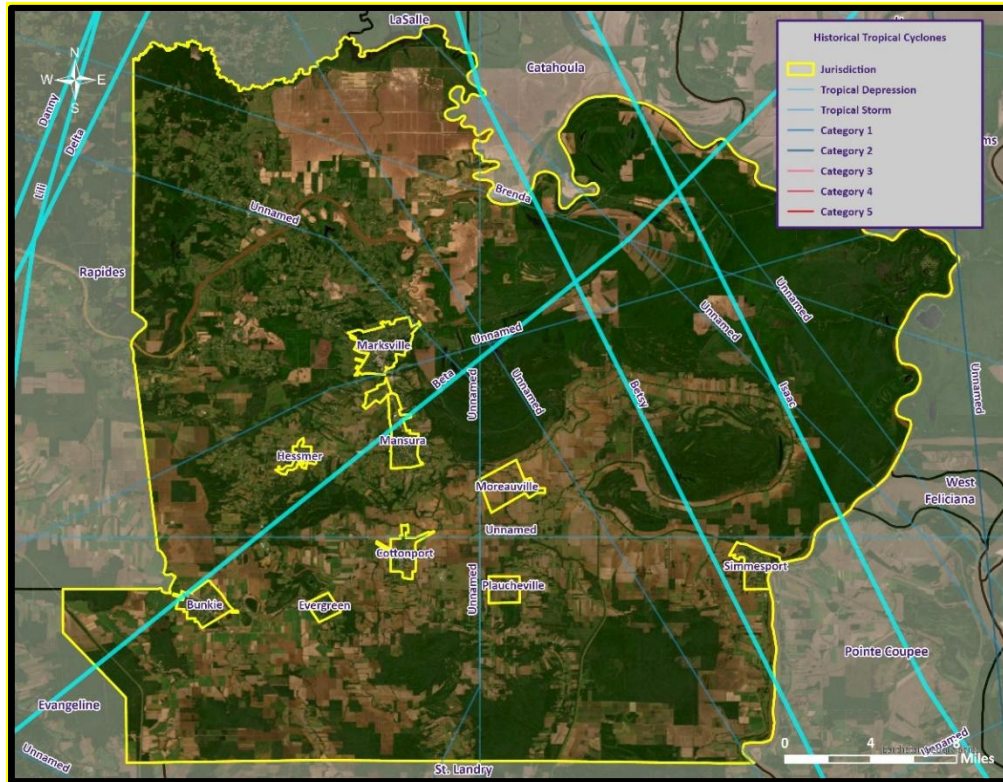 LaSalle
Historical Tropical Cyclones
Jurisdiction
Tropical Depression
Tropical Storm
Category 1
Category 2
Category 3
Category 4
Category 5
N
W
E
S
Danny
Delta
Lili
Catahoula
Brenda
Unnamed
Rapides
Unnamed
Unnamed
Unnamed
Marksville
Beta
Unnamed
Unnamed
Betsy
Isaac
Unnamed
Mansura
Hessmer
Moreauville
West
Feliciana
Unnamed
Cottonport
Simmesport
Unnamed
Plaucheville
Bunkie
Evergreen
Pointe Coupee
Evangeline
Unnamed
Unnamed
0
4
8
Miles
St. Landry